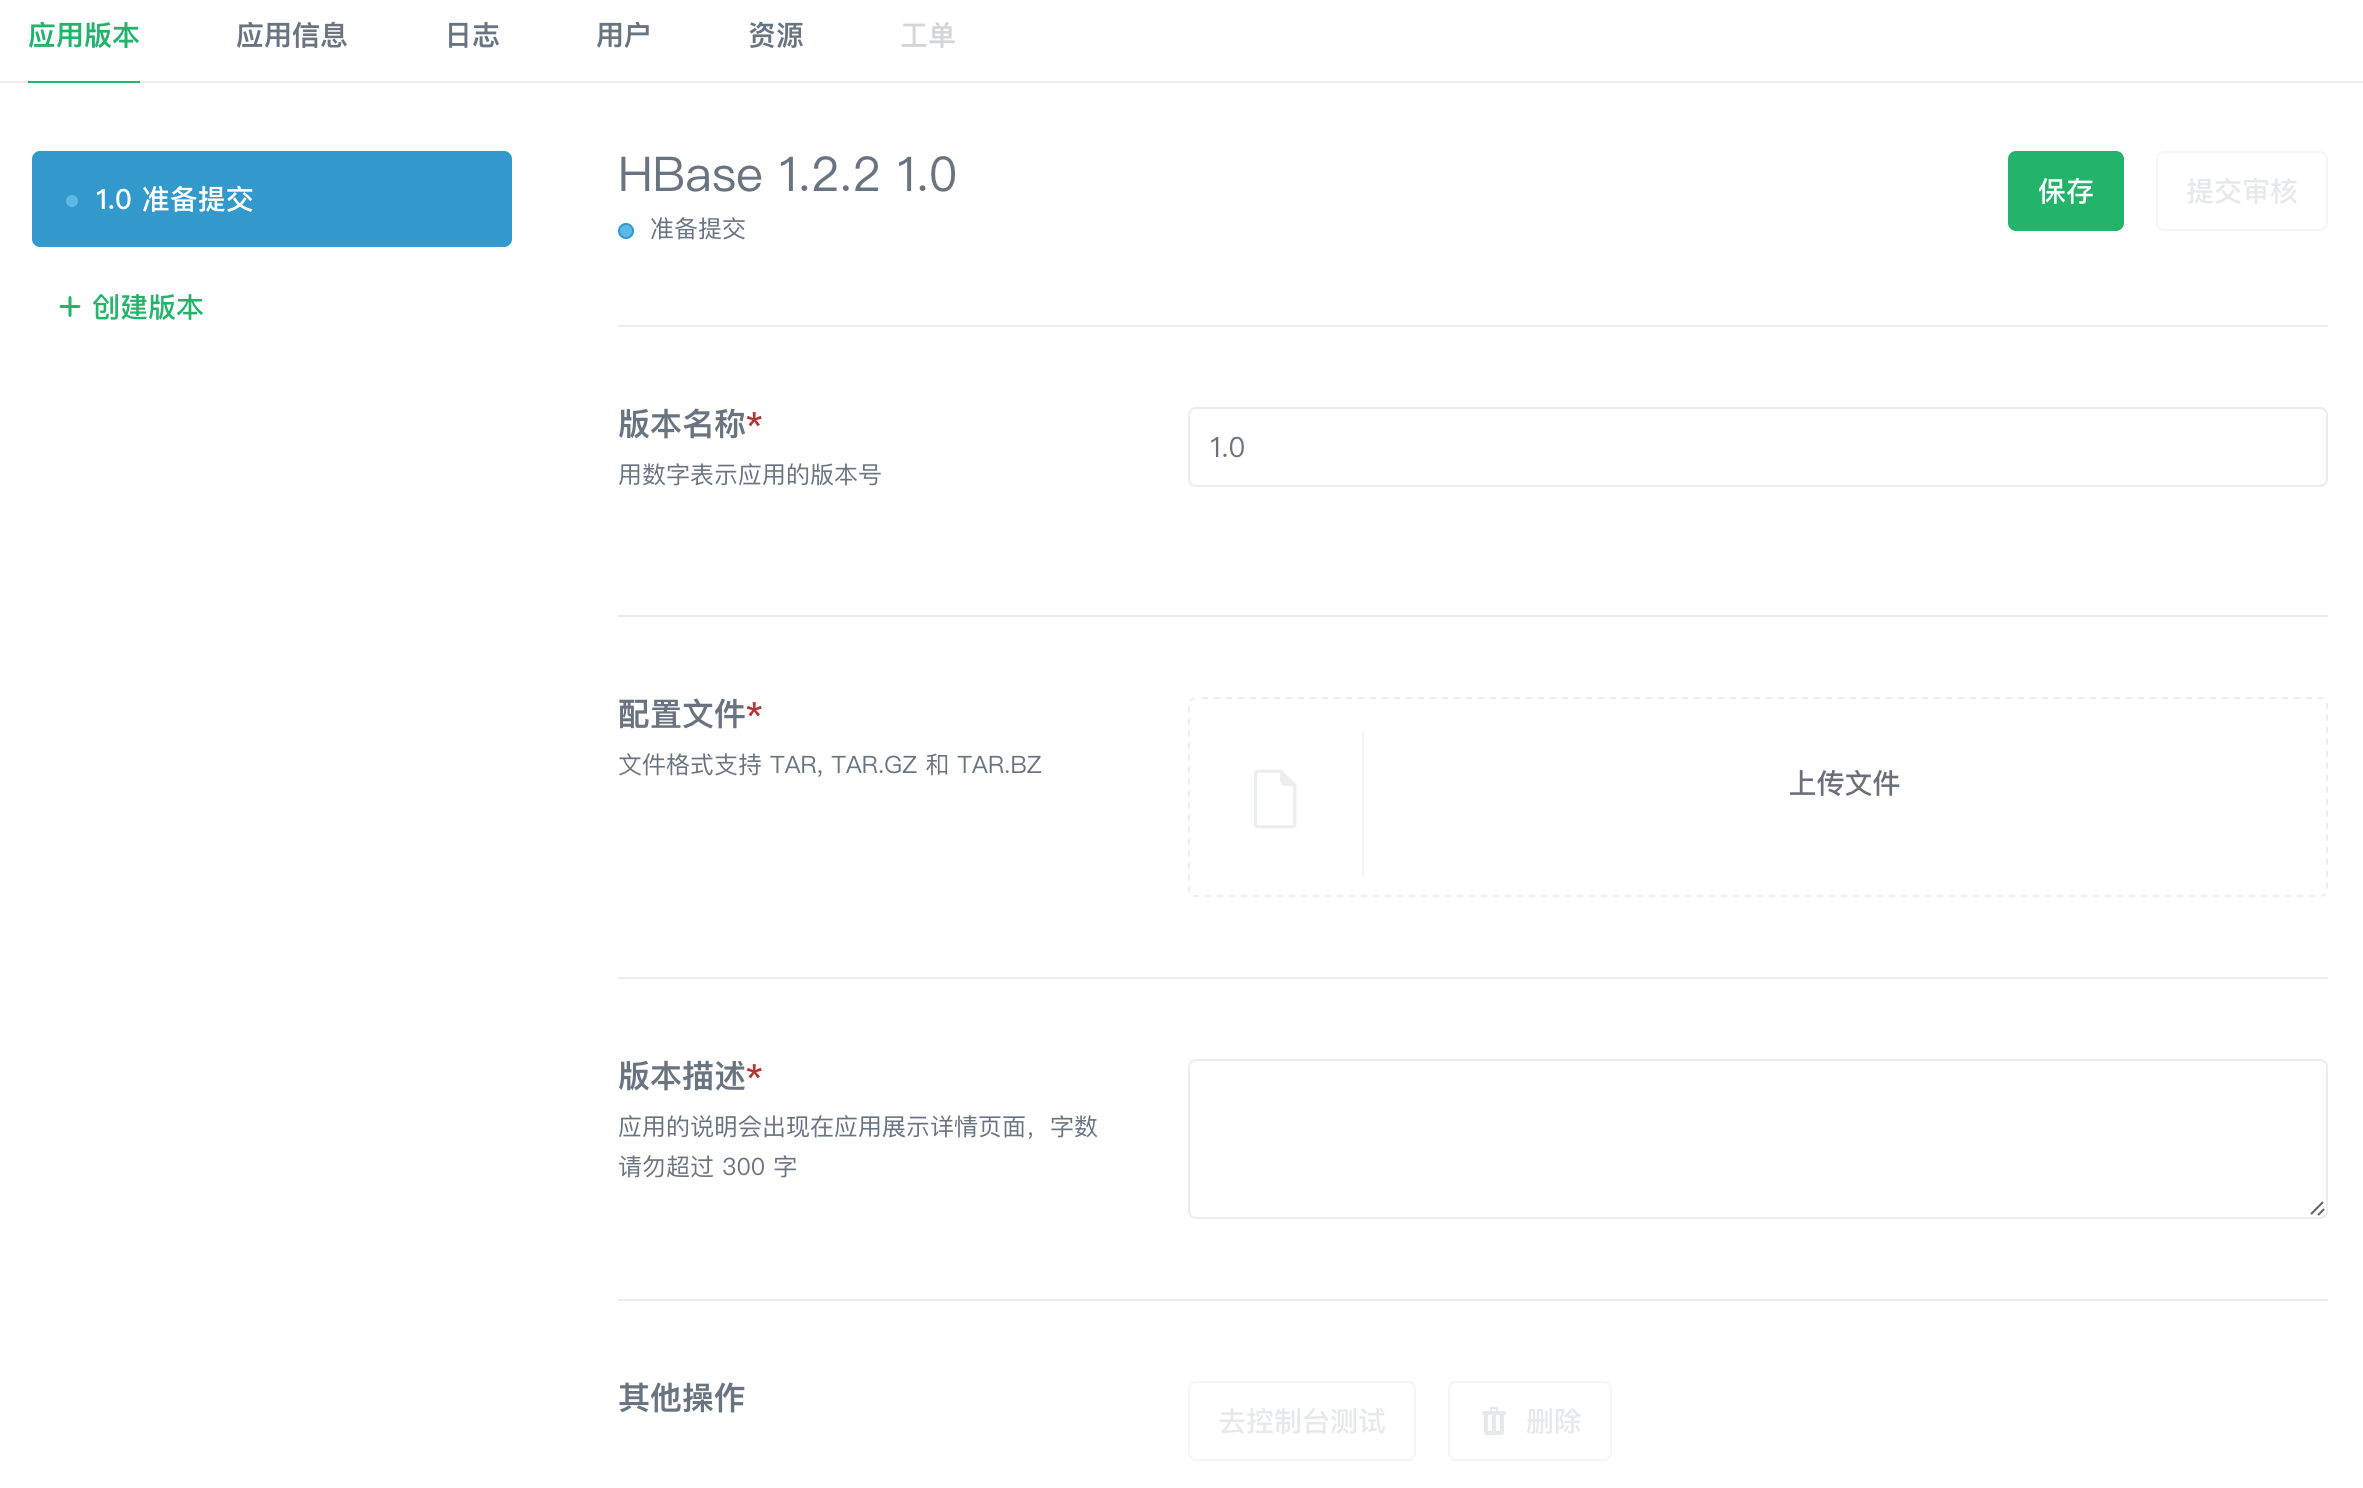 应用版本 应用信息 日志 用户 资源 工单
1.0 准备提交
+ 创建版本
HBase 1.2.2 1.0
准备提交
保存 提交审核
版本名称*
用数字表示应用的版本号
1.0
配置文件*
文件格式支持 TAR, TAR.GZ 和 TAR.BZ
上传文件
版本描述*
应用的说明会出现在应用展示详情页面，字数
请勿超过 300 字
其他操作
去控制台测试 删除